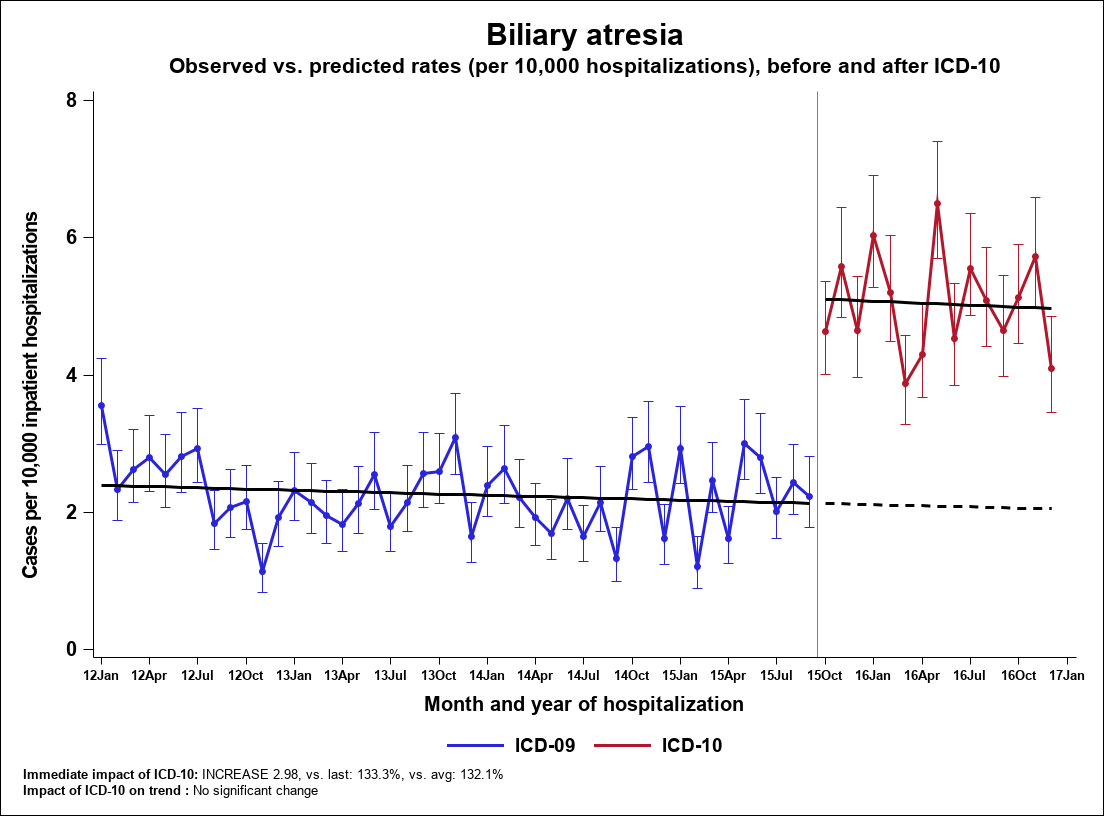 Biliary atresia
Observed vs. predicted rates (per 10,000 hospitalizations), before and after ICD-10
Cases per 10,000 inpatient hospitalizations
8
6
4
2
0
12Jan 12Apr 12Jul 12Oct 13Jan 13Apr 13Jul 13Oct 14Jan 14Apr 14Jul 14Oct 15Jan 15Apr 15Jul 15Oct 16Jan 16Apr 16Jul 16Oct 17Jan
Month and year of hospitalization
ICD-09 ICD-10
Immediate impact of ICD-10: INCREASE 2.98, vs. last: 133.3%, vs. avg: 132.1%
Impact of ICD-10 on trend : No significant change